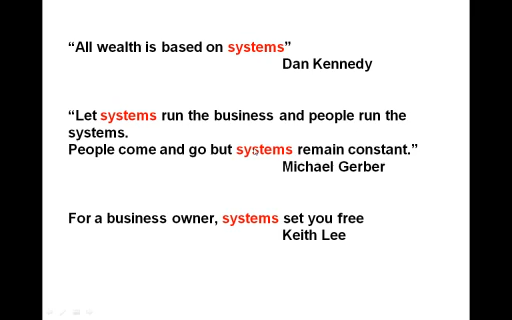 “All wealth is based on systems”
Dan Kennedy
“Let systems run the business and people run the
systems.
People come and go but systems remain constant.”
Michael Gerber
For a business owner, systems set you free
Keith Lee